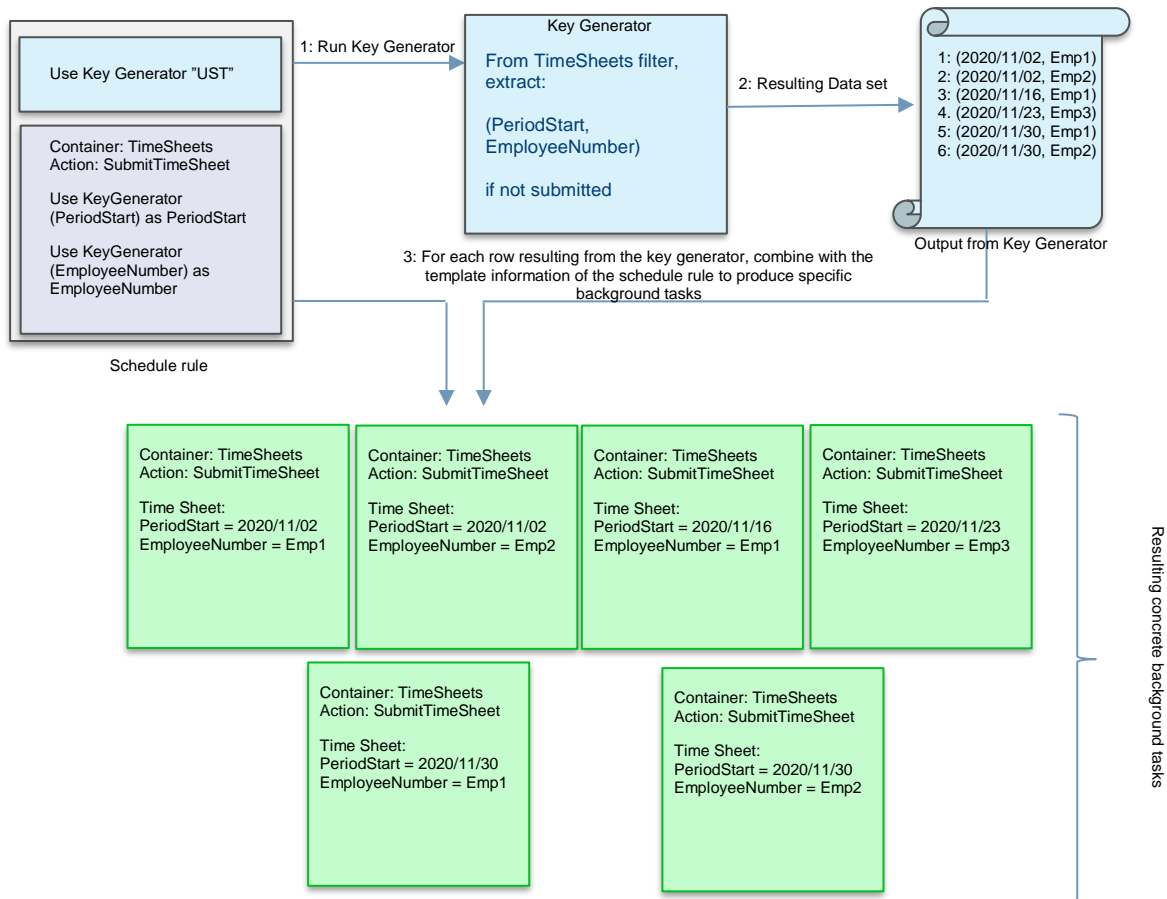 Use Key Generator ”UST”
Container: TimeSheets
Action: SubmitTimeSheet
Use KeyGenerator
(PeriodStart) as PeriodStart
Use KeyGenerator
(EmployeeNumber) as
EmployeeNumber
Schedule rule
1: Run Key Generator
Key Generator
From TimeSheets filter,
extract:
(PeriodStart,
EmployeeNumber)
if not submitted
2: Resulting Data set
1: (2020/11/02, Emp1)
2: (2020/11/02, Emp2)
3: (2020/11/16, Emp1)
4. (2020/11/23, Emp3)
5: (2020/11/30, Emp1)
6: (2020/11/30, Emp2)
Output from Key Generator
3: For each row resulting from the key generator, combine with the
template information of the schedule rule to produce specific
background tasks
Container: TimeSheets
Action: SubmitTimeSheet
Time Sheet:
PeriodStart = 2020/11/02
EmployeeNumber = Emp1
Container: TimeSheets
Action: SubmitTimeSheet
Time Sheet:
PeriodStart = 2020/11/02
EmployeeNumber = Emp2
Container: TimeSheets
Action: SubmitTimeSheet
Time Sheet:
PeriodStart = 2020/11/16
EmployeeNumber = Emp1
Container: TimeSheets
Action: SubmitTimeSheet
Time Sheet:
PeriodStart = 2020/11/23
EmployeeNumber = Emp3
Container: TimeSheets
Action: SubmitTimeSheet
Time Sheet:
PeriodStart = 2020/11/30
EmployeeNumber = Emp1
Container: TimeSheets
Action: SubmitTimeSheet
Time Sheet:
PeriodStart = 2020/11/30
EmployeeNumber = Emp2
Resulting concrete background tasks